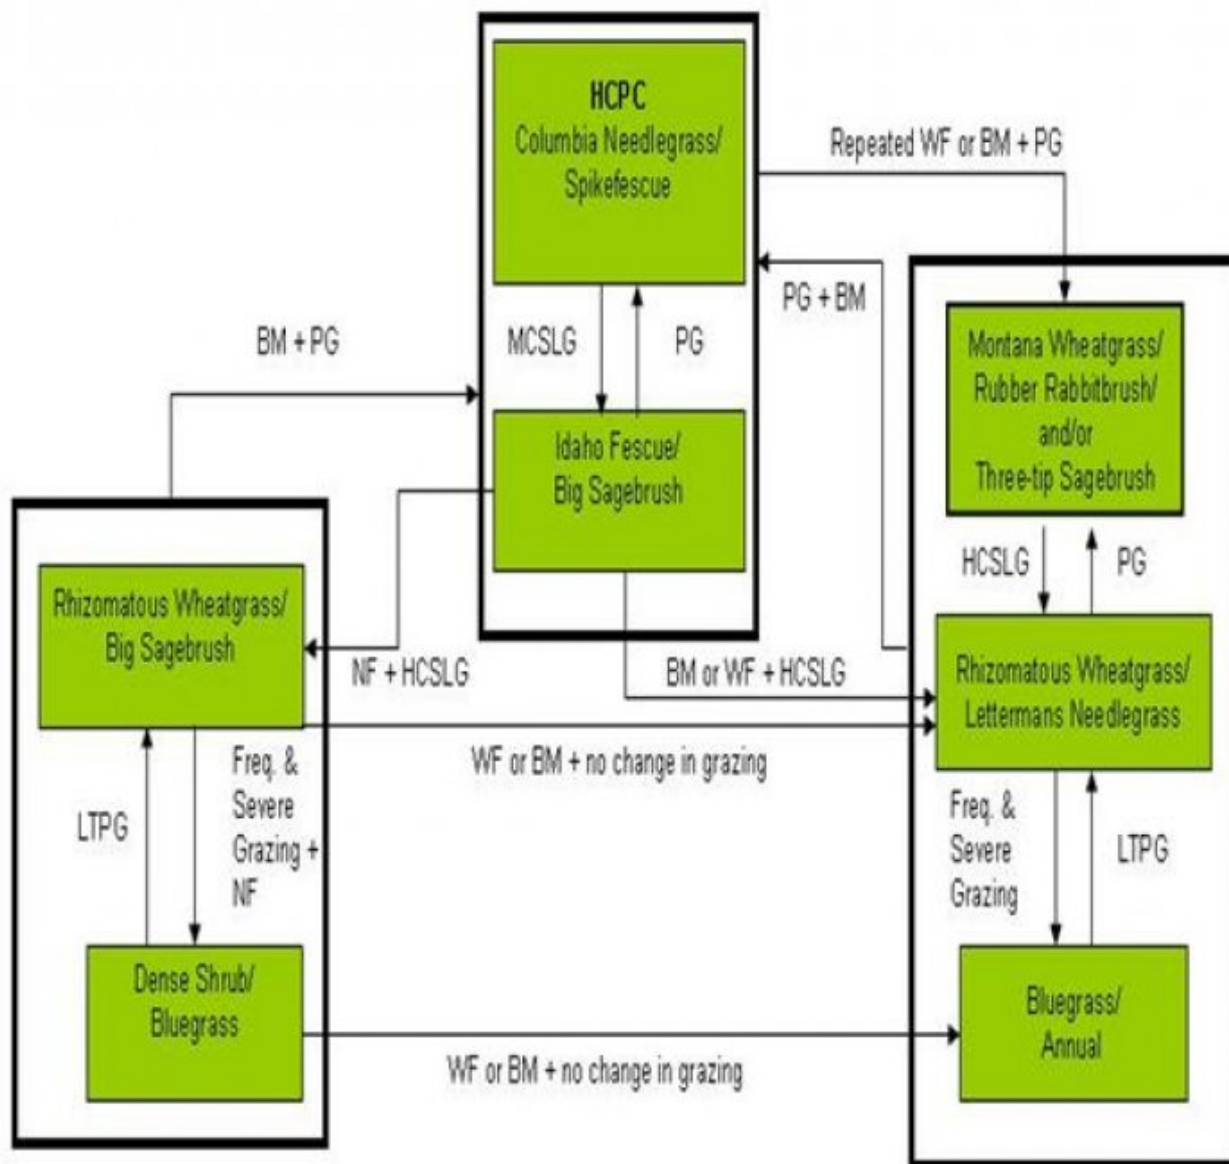 HCPC
Columbia Needlegrass/
Spikefescue
Repeated WF or BM + PG
PG + BM
BM + PG
MCSLG
PG
Montana Wheatgrass/
Rubber Rabbitbrush/
and/or
Three-tip Sagebrush
Idaho Fescue/
Big Sagebrush
HCSLG
PG
Rhizomatous Wheatgrass/
Big Sagebrush
NF + HCSLG
BM or WF + HCSLG
Rhizomatous Wheatgrass/
Lettermans Needlegrass
WF or BM + no change in grazing
LTPG
Freq. &
Severe
Grazing +
NF
Freq. &
Severe
Grazing
LTPG
Dense Shrub/
Bluegrass
Bluegrass/
Annual
WF or BM + no change in grazing